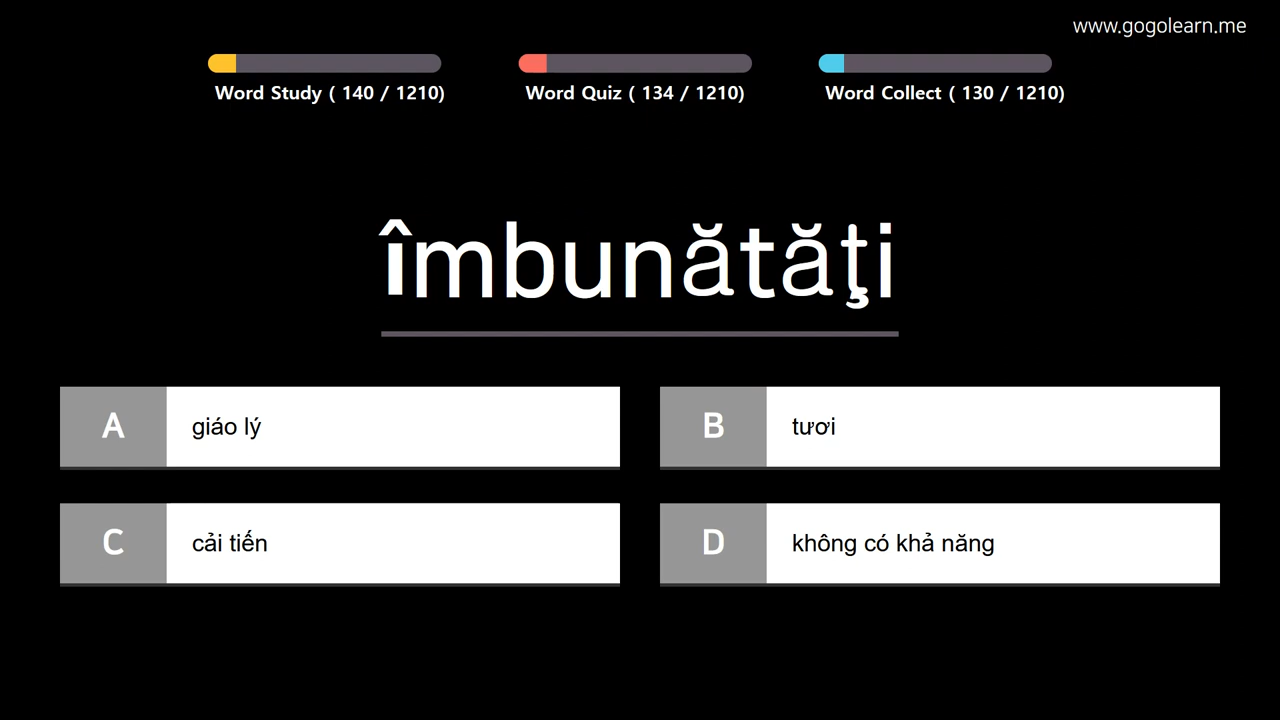 www.gogolearn.me
Word Study ( 140 / 1210)
Word Quiz ( 134 / 1210)
Word Collect ( 130 / 1210)
îmbunătăţi
A giáo lý
B tươi
C cải tiến
D không có khả năng